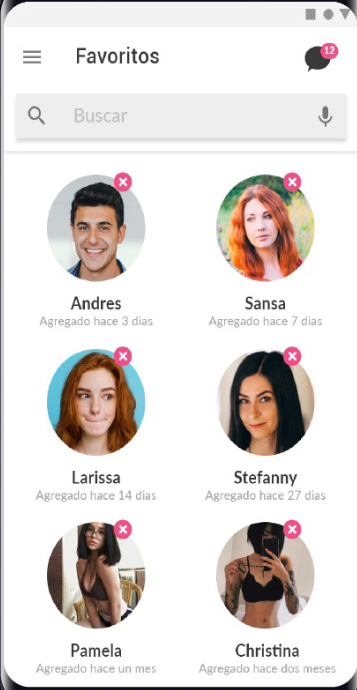 Favoritos
12
Buscar
Andres
Agregado hace 3 dias
Sansa
Agregado hace 7 dias
Larissa
Agregado hace 14 dias
Stefanny
Agregado hace 27 dias
Pamela
Agregado hace un mes
Christina
Agregado hace dos meses